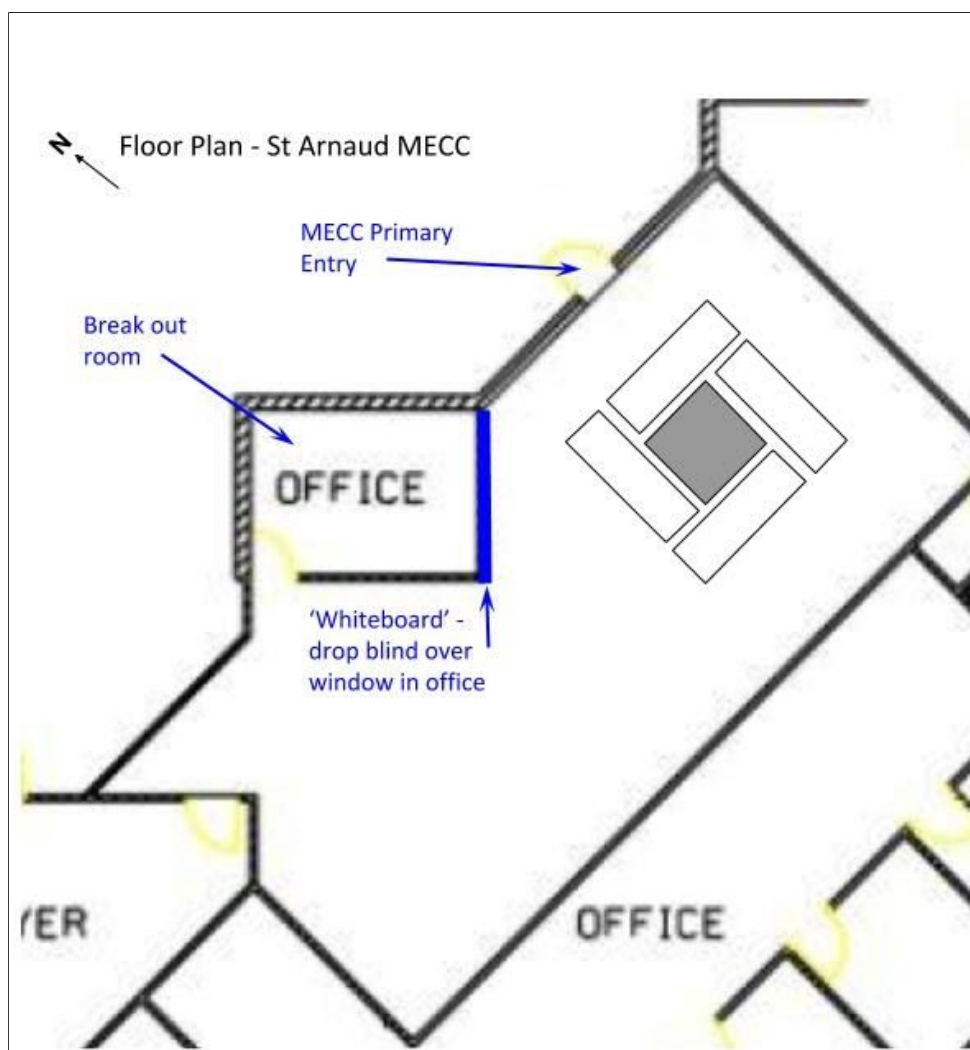 N
Floor Plan - St Arnaud MECC
MECC Primary
Entry
Break out
room
OFFICE
‘Whiteboard’ -
drop blind over
window in office
YER
OFFICE